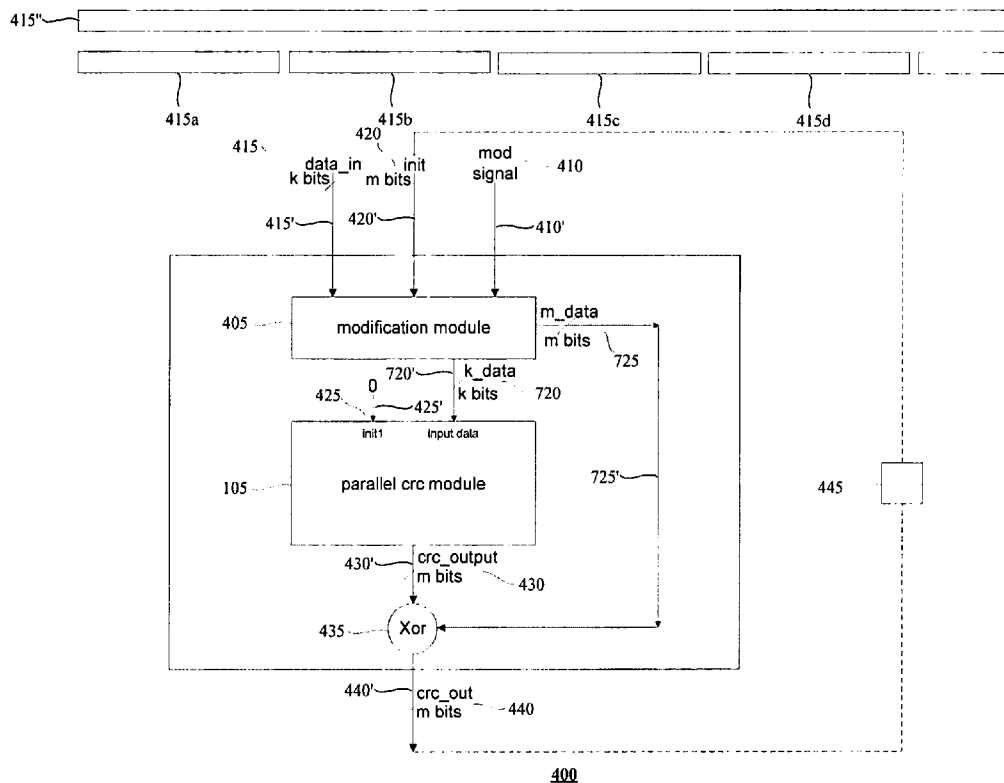 415"
415a
415b
415c
415d
415
420
data_in
k bits
m bits
init
mod
signal
410
415'
420'
410'
405
modification module
m_data
m bits
725
720'
k_data
k bits
720
0
425
425'
init1
input data
105
parallel crc module
725'
445
430'
crc_output
m bits
430
435
Xor
440'
crc_out
m bits
440
400